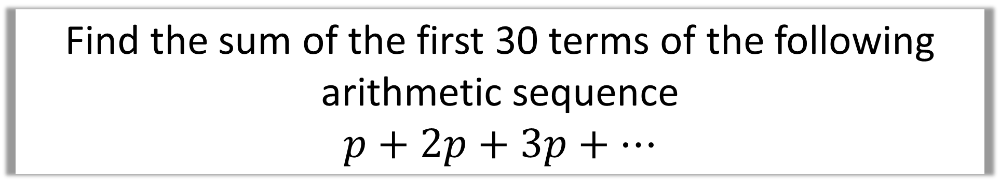 Find the sum of the first 30 terms of the following
arithmetic sequence
𝑝 + 2𝑝 + 3𝑝 + ⋯